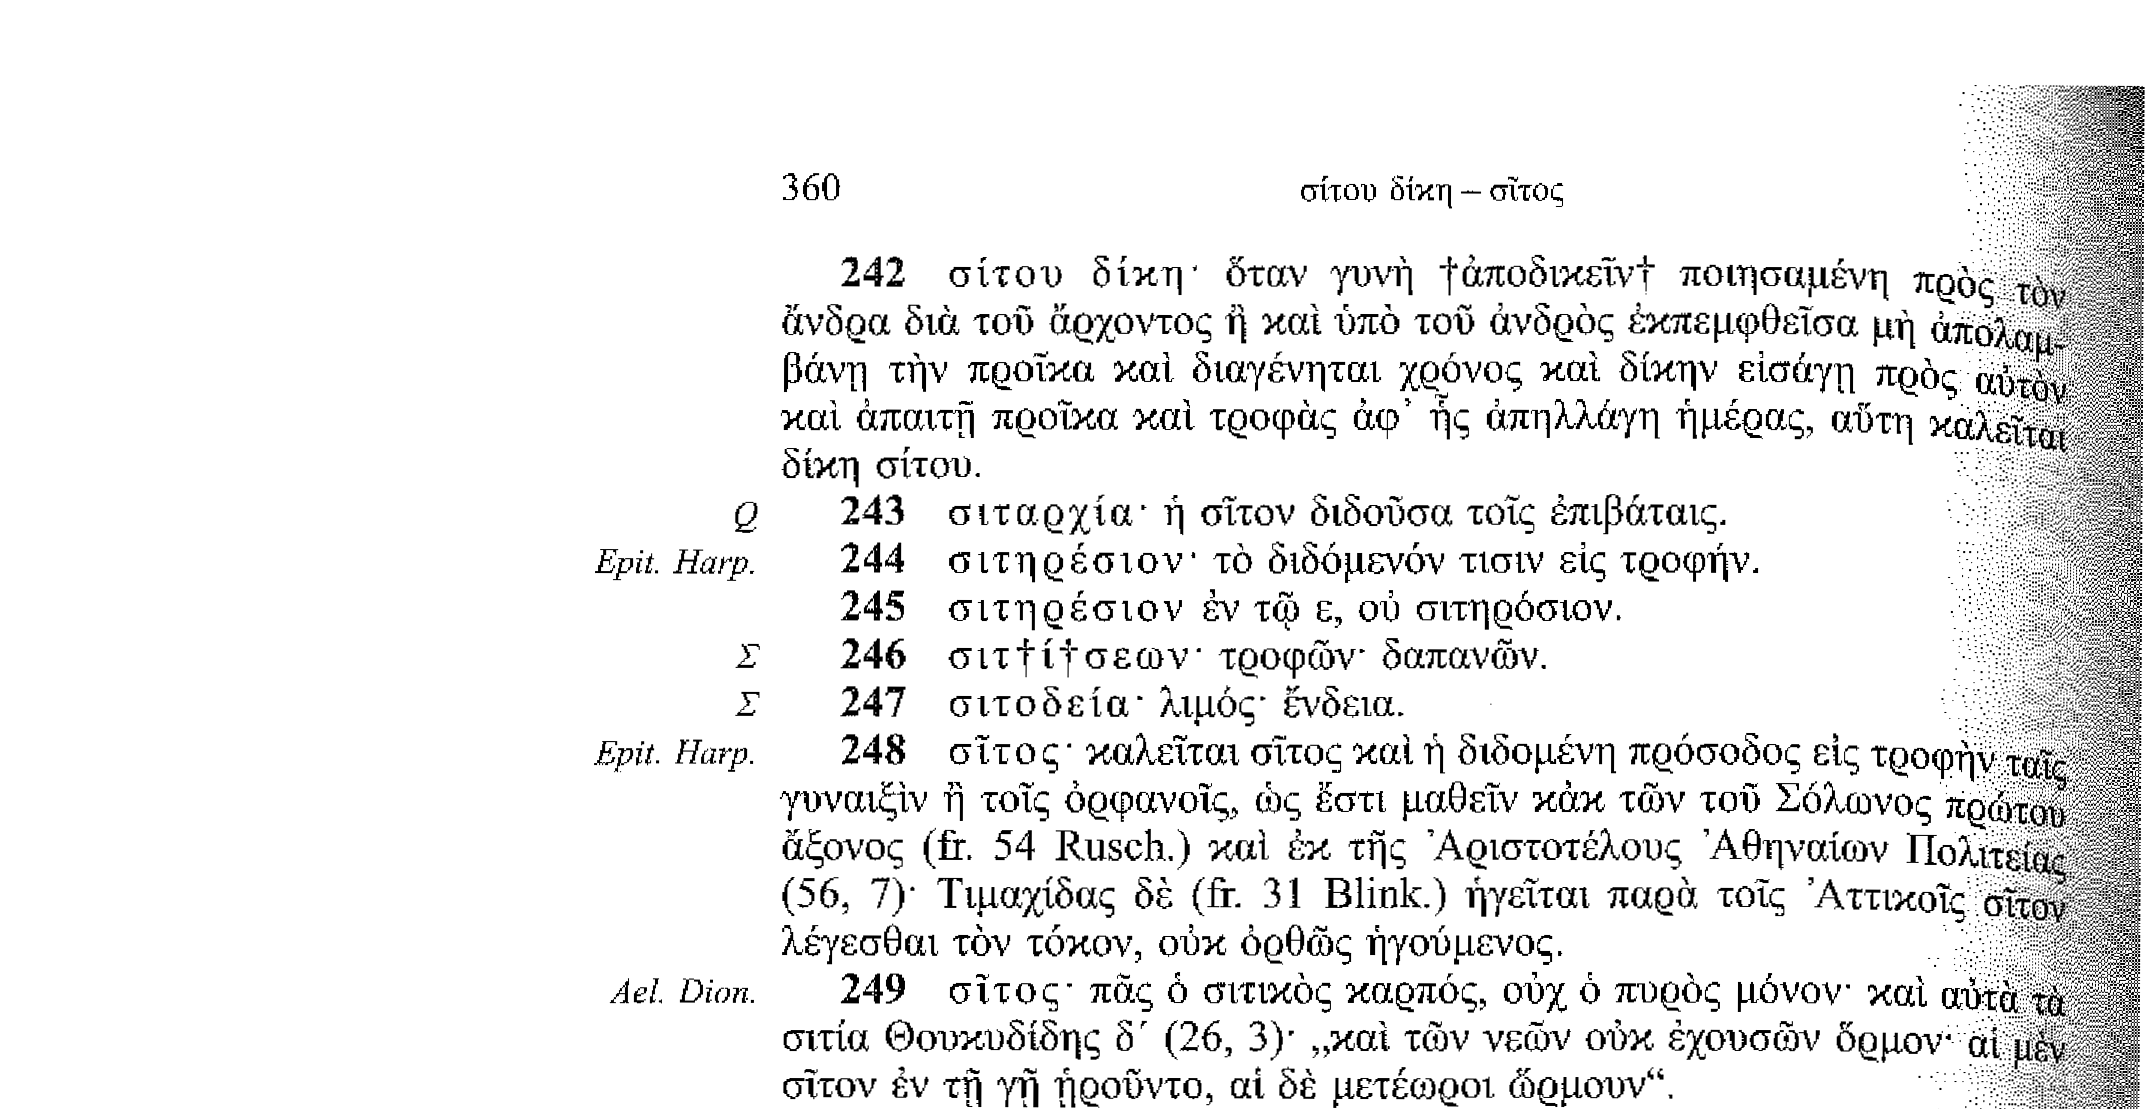 360 σίτου δίκη – σῖτος
242 σίτου δίκη· ὅταν γυνὴ †ἀποδικεῖν† ποιησαμένη πρὸς τὸν
ἄνδρα διὰ τοῦ ἄρχοντος ἢ καὶ ὑπὸ τοῦ ἀνδρὸς ἐκπεμφθεῖσα μὴ ἀπολαμ-
βάνῃ τὴν προῖκα καὶ διαγένηται χρόνος καὶ δίκην εἰσάγῃ πρὸς αὐτὸν
καὶ ἀπαιτῇ προῖκα καὶ τροφὰς ἀφ’ ἧς ἀπηλλάγη ἡμέρας, αὕτη καλεῖται
δίκη σίτου.
Q 243 σιταρχία· ἡ σῖτον διδοῦσα τοῖς ἐπιβάταις.
Epit. Harp. 244 σιτηρέσιον· τὸ διδόμενόν τισιν εἰς τροφήν.
245 σιτηρέσιον ἐν τῷ ε, οὐ σιτηρόσιον.
Σ 246 σιτ†ί†σεων· τροφῶν· δαπανῶν.
Σ 247 σιτοδεία· λιμός· ἔνδεια.
Epit. Harp. 248 σῖτος· καλεῖται σῖτος καὶ ἡ διδομένη πρόσοδος εἰς τροφὴν ταῖς
γυναιξὶν ἢ τοῖς ὀρφανοῖς, ὡς ἔστι μαθεῖν κἀκ τῶν τοῦ Σόλωνος πρώτου
ἄξονος (fr. 54 Rusch.) καὶ ἐκ τῆς Ἀριστοτέλους Ἀθηναίων Πολιτείας
(56, 7)· Τιμαχίδας δὲ (fr. 31 Blink.) ἡγεῖται παρὰ τοῖς Ἀττικοῖς σῖτον
λέγεσθαι τὸν τόκον, οὐκ ὀρθῶς ἡγούμενος.
Ael. Dion. 249 σῖτος· πᾶς ὁ σιτικὸς καρπός, οὐχ ὁ πυρὸς μόνον· καὶ αὐτὰ τὰ
σιτία Θουκυδίδης δʹ (26, 3)· „καὶ τῶν νεῶν οὐκ ἐχουσῶν ὅρμον· αἱ μὲν
σῖτον ἐν τῇ γῇ ᾑροῦντο, αἱ δὲ μετέωροι ὥρμουν“.